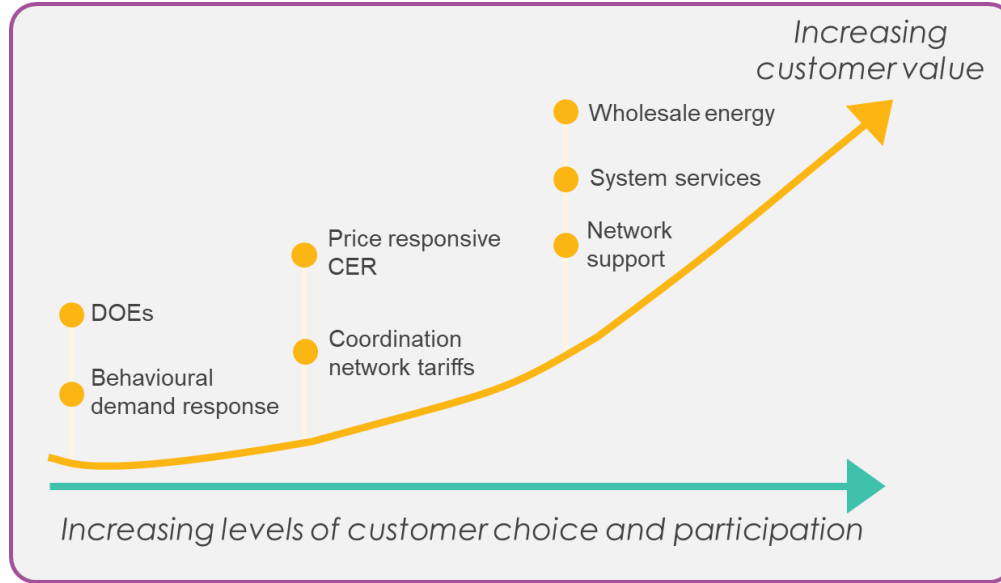 Increasing
customer value
Wholesale energy
System services
Network
support
Price responsive
CER
Coordination
network tariffs
DOEs
Behavioural
demand response
Increasing levels of customer choice and participation